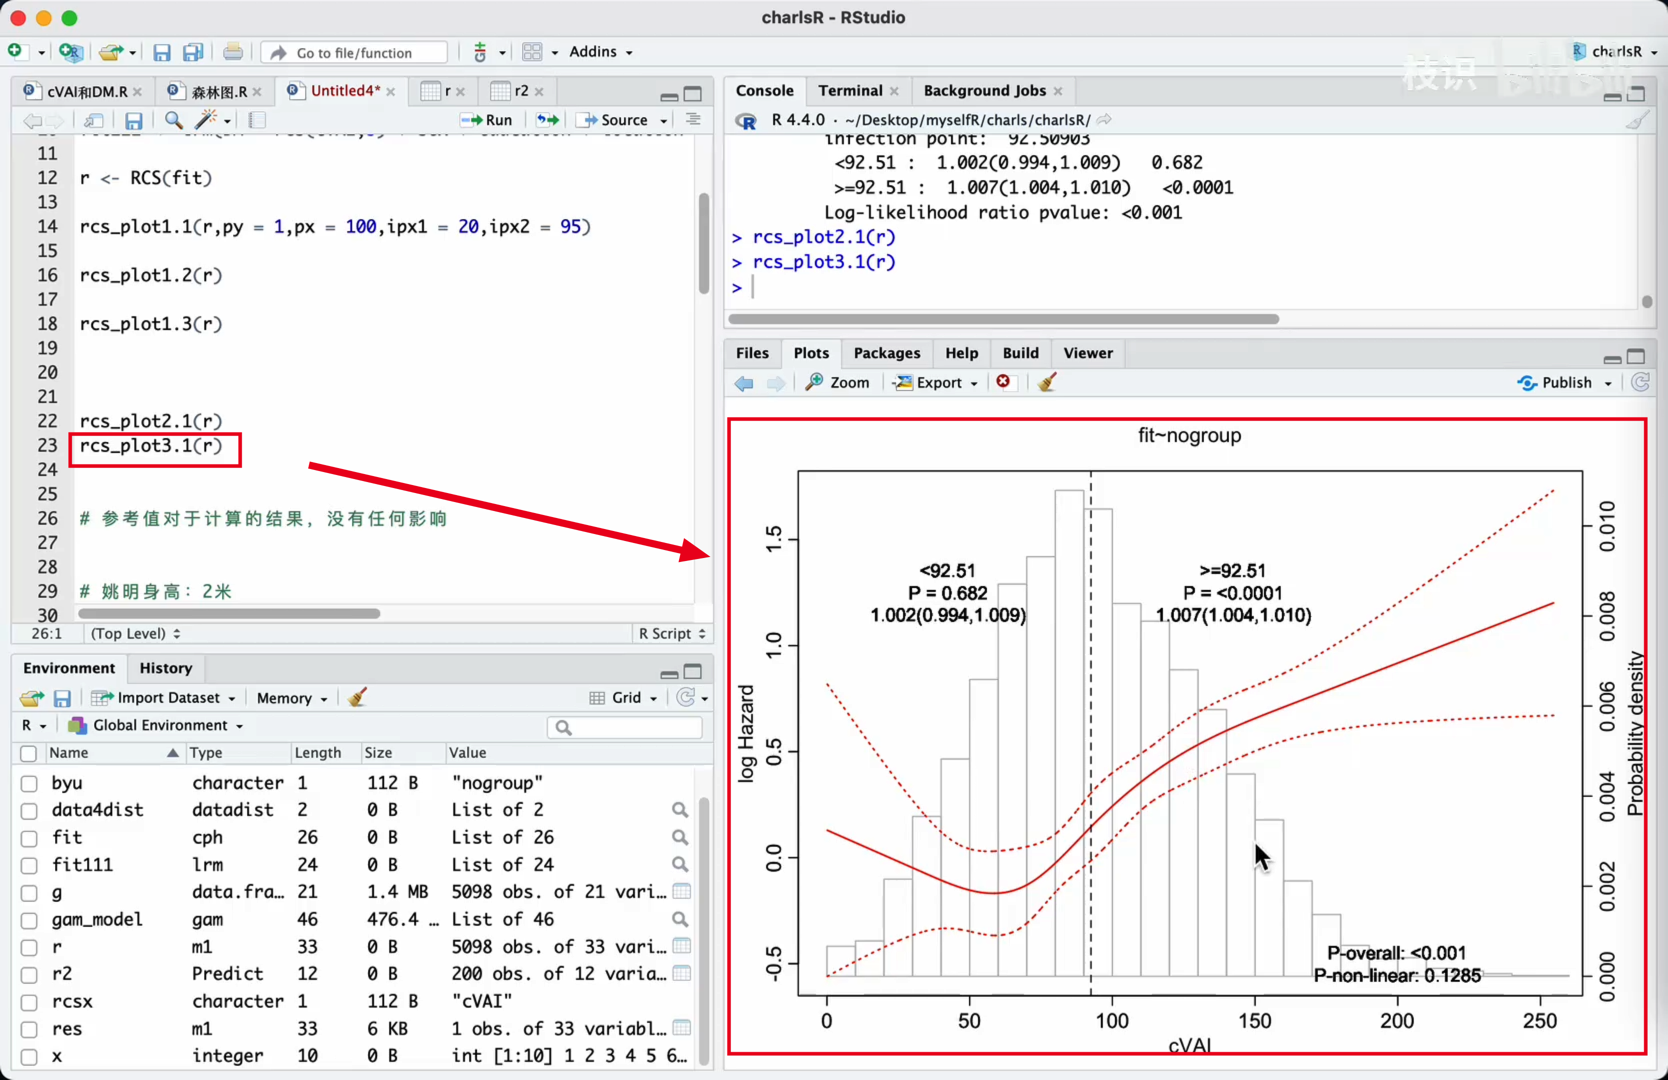 charlsR - RStudio
Go to file/function
Addins
charlsR
枝识 bilibili
cVAI和DM.R
森林图.R
Untitled4*
r
r2
Run
Source
11
12 r <- RCS(fit)
13
14 rcs_plot1.1(r,py = 1,px = 100,ipx1 = 20,ipx2 = 95)
15
16 rcs_plot1.2(r)
17
18 rcs_plot1.3(r)
19
20
21
22 rcs_plot2.1(r)
23 rcs_plot3.1(r)
24
25
26 # 参考值对于计算的结果，没有任何影响
27
28
29 # 姚明身高：2米
30
26:1 (Top Level) R Script
Console Terminal Background Jobs
R 4.4.0 · ~/Desktop/myselfR/charls/charlsR/
infection point: 92.50903
<92.51 : 1.002(0.994,1.009) 0.682
>=92.51 : 1.007(1.004,1.010) <0.0001
Log-likelihood ratio pvalue: <0.001
> rcs_plot2.1(r)
> rcs_plot3.1(r)
>
Environment History
Import Dataset Memory Grid
R Global Environment
Name Type Length Size Value
byu character 1 112 B "nogroup"
data4dist datadist 2 0 B List of 2
fit cph 26 0 B List of 26
fit111 lrm 24 0 B List of 24
g data.fra… 21 1.4 MB 5098 obs. of 21 vari…
gam_model gam 46 476.4 … List of 46
r m1 33 0 B 5098 obs. of 33 vari…
r2 Predict 12 0 B 200 obs. of 12 varia…
rcsx character 1 112 B "cVAI"
res m1 33 6 KB 1 obs. of 33 variabl…
x integer 10 0 B int [1:10] 1 2 3 4 5 6…
Files Plots Packages Help Build Viewer
Zoom Export Publish
fit~nogroup
<92.51
P = 0.682
1.002(0.994,1.009)
>=92.51
P = <0.0001
1.007(1.004,1.010)
P-overall: <0.001
P-non-linear: 0.1285
log Hazard
1.5
1.0
0.5
0.0
-0.5
Probability density
0.010
0.008
0.006
0.004
0.002
0.000
0 50 100 150 200 250
cVAI